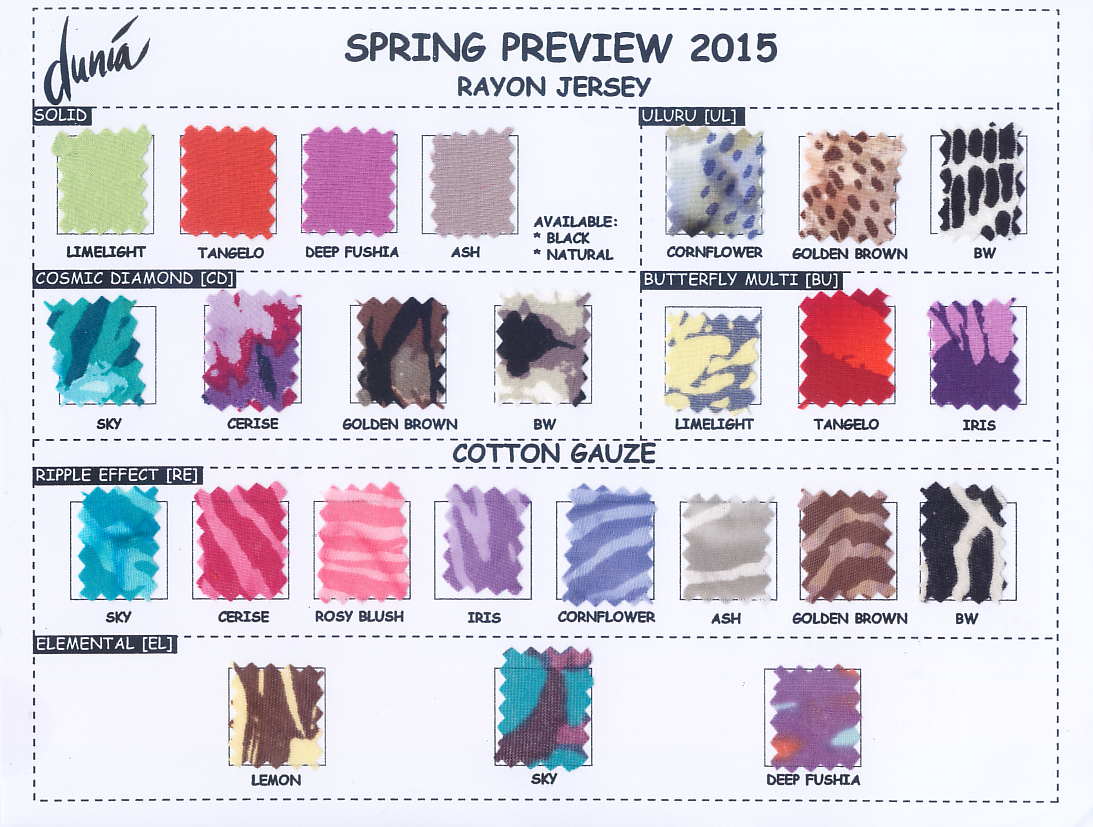 duniá
SPRING PREVIEW 2015
RAYON JERSEY
SOLID
LIMELIGHT
TANGELO
DEEP FUSHIA
ASH
AVAILABLE:
* BLACK
* NATURAL
ULURU [UL]
CORNFLOWER
GOLDEN BROWN
BW
COSMIC DIAMOND [CD]
SKY
CERISE
GOLDEN BROWN
BW
BUTTERFLY MULTI [BU]
LIMELIGHT
TANGELO
IRIS
COTTON GAUZE
RIPPLE EFFECT [RE]
SKY
CERISE
ROSY BLUSH
IRIS
CORNFLOWER
ASH
GOLDEN BROWN
BW
ELEMENTAL [EL]
LEMON
SKY
DEEP FUSHIA